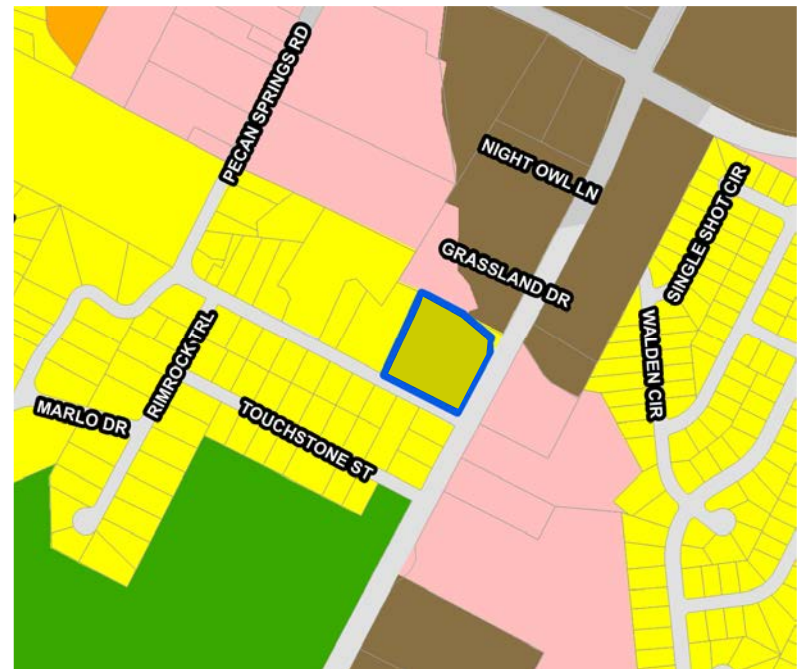 PECAN SPRINGS RD
NIGHT OWL LN
SINGLE SHOT CIR
GRASSLAND DR
WALDEN CIR
RIMROCK TRL
MARLO DR
TOUCHSTONE ST